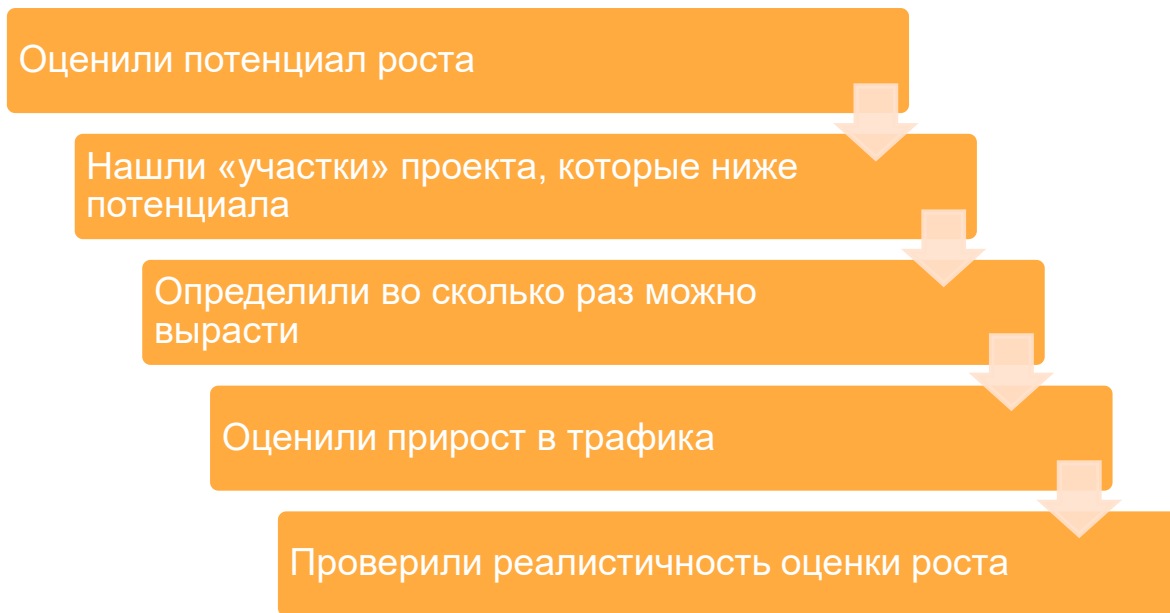 Оценили потенциал роста
Нашли «участки» проекта, которые ниже
потенциала
Определили во сколько раз можно
вырасти
Оценили прирост в трафика
Проверили реалистичность оценки роста